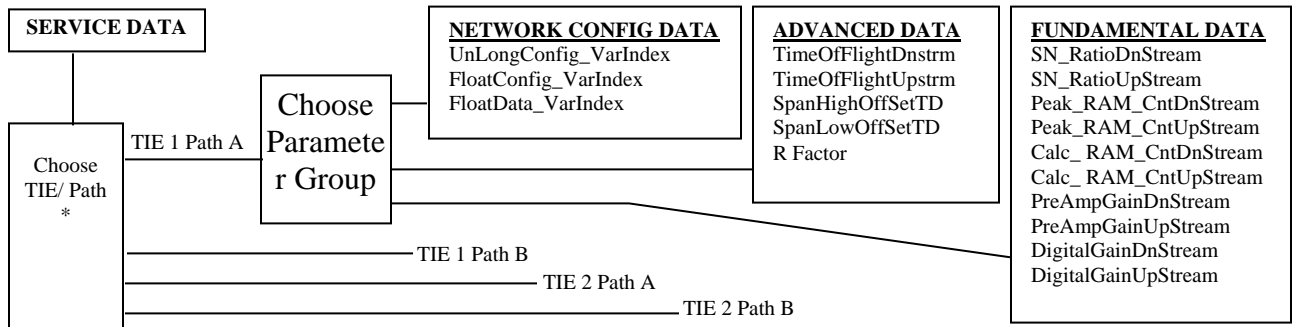 SERVICE DATA
Choose
TIE/ Path
*
TIE 1 Path A
TIE 1 Path B
TIE 2 Path A
TIE 2 Path B
Choose
Paramete
r Group
NETWORK CONFIG DATA
UnLongConfig_VarIndex
FloatConfig_VarIndex
FloatData_VarIndex
ADVANCED DATA
TimeOfFlightDnstrm
TimeOfFlightUpstrm
SpanHighOffSetTD
SpanLowOffSetTD
R Factor
FUNDAMENTAL DATA
SN_RatioDnStream
SN_RatioUpStream
Peak_RAM_CntDnStream
Peak_RAM_CntUpStream
Calc_ RAM_CntDnStream
Calc_ RAM_CntUpStream
PreAmpGainDnStream
PreAmpGainUpStream
DigitalGainDnStream
DigitalGainUpStream